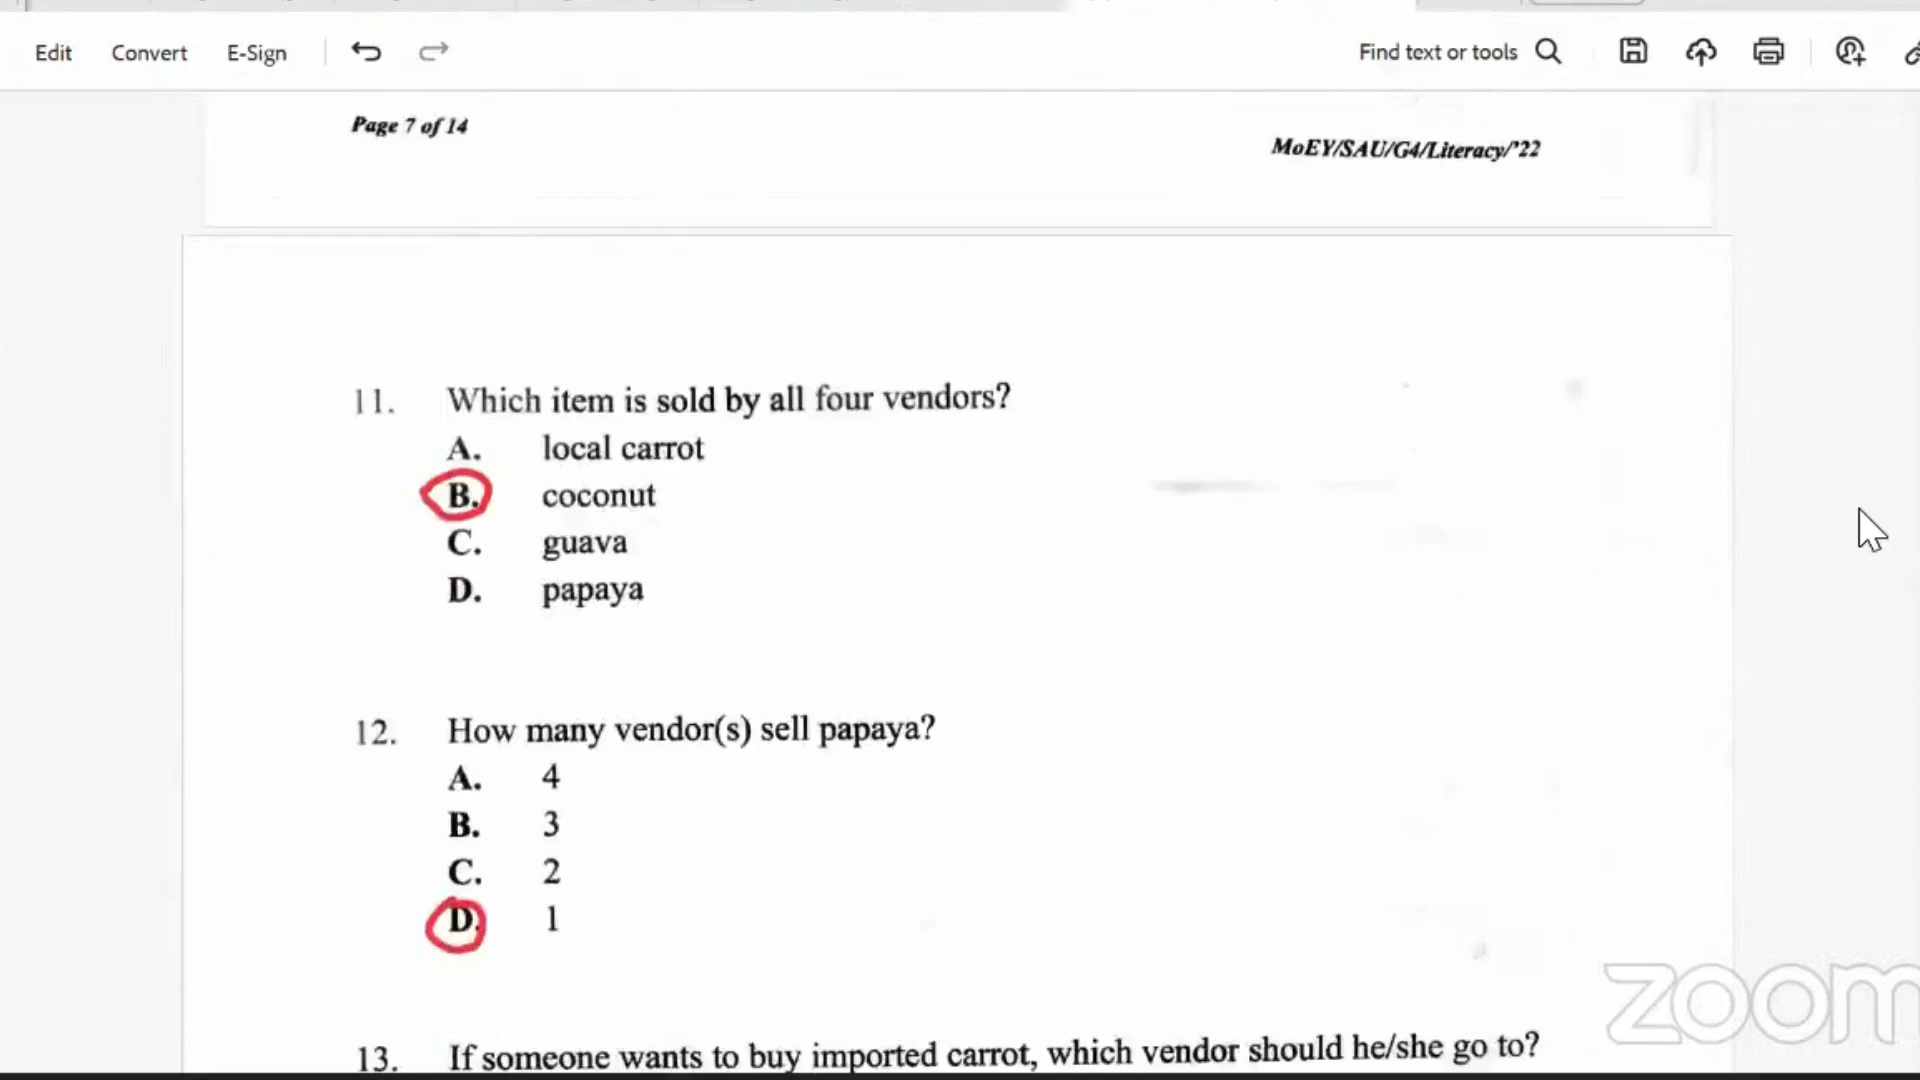 Edit Convert E-Sign Find text or tools
Page 7 of 14
MoEY/SAU/G4/Literacy/'22
11. Which item is sold by all four vendors?
A. local carrot
B. coconut
C. guava
D. papaya
12. How many vendor(s) sell papaya?
A. 4
B. 3
C. 2
D. 1
zoom
13. If someone wants to buy imported carrot, which vendor should he/she go to?